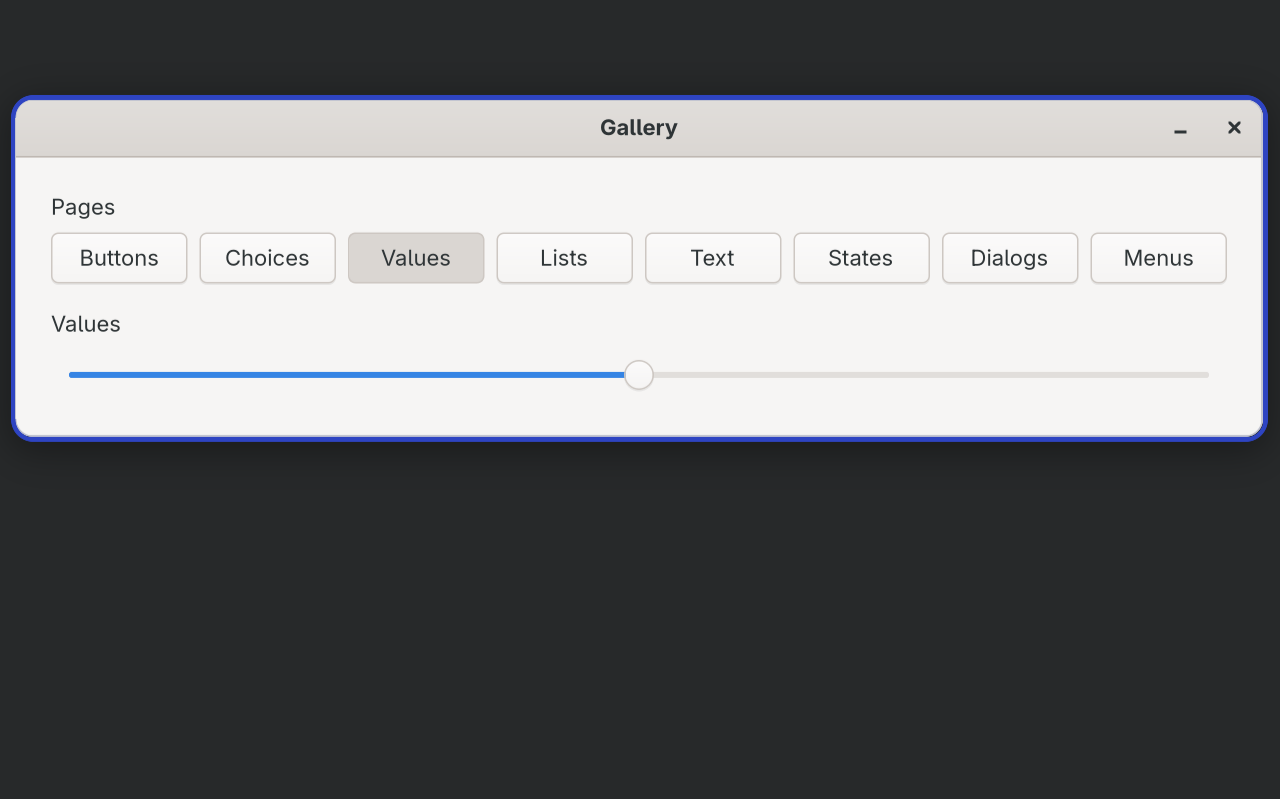 Gallery
Pages
Buttons Choices Values Lists Text States Dialogs Menus
Values